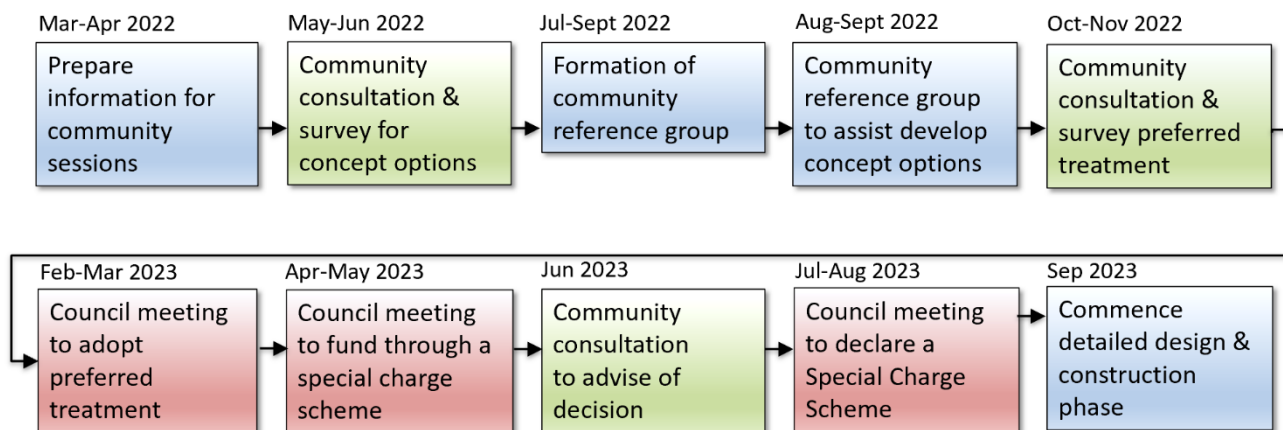 Mar-Apr 2022
Prepare
information for
community
sessions
May-Jun 2022
Community
consultation &
survey for
concept options
Jul-Sept 2022
Formation of
community
reference group
Aug-Sept 2022
Community
reference group
to assist develop
concept options
Oct-Nov 2022
Community
consultation &
survey preferred
treatment
Feb-Mar 2023
Council meeting
to adopt
preferred
treatment
Apr-May 2023
Council meeting
to fund through a
special charge
scheme
Jun 2023
Community
consultation
to advise of
decision
Jul-Aug 2023
Council meeting
to declare a
Special Charge
Scheme
Sep 2023
Commence
detailed design &
construction
phase